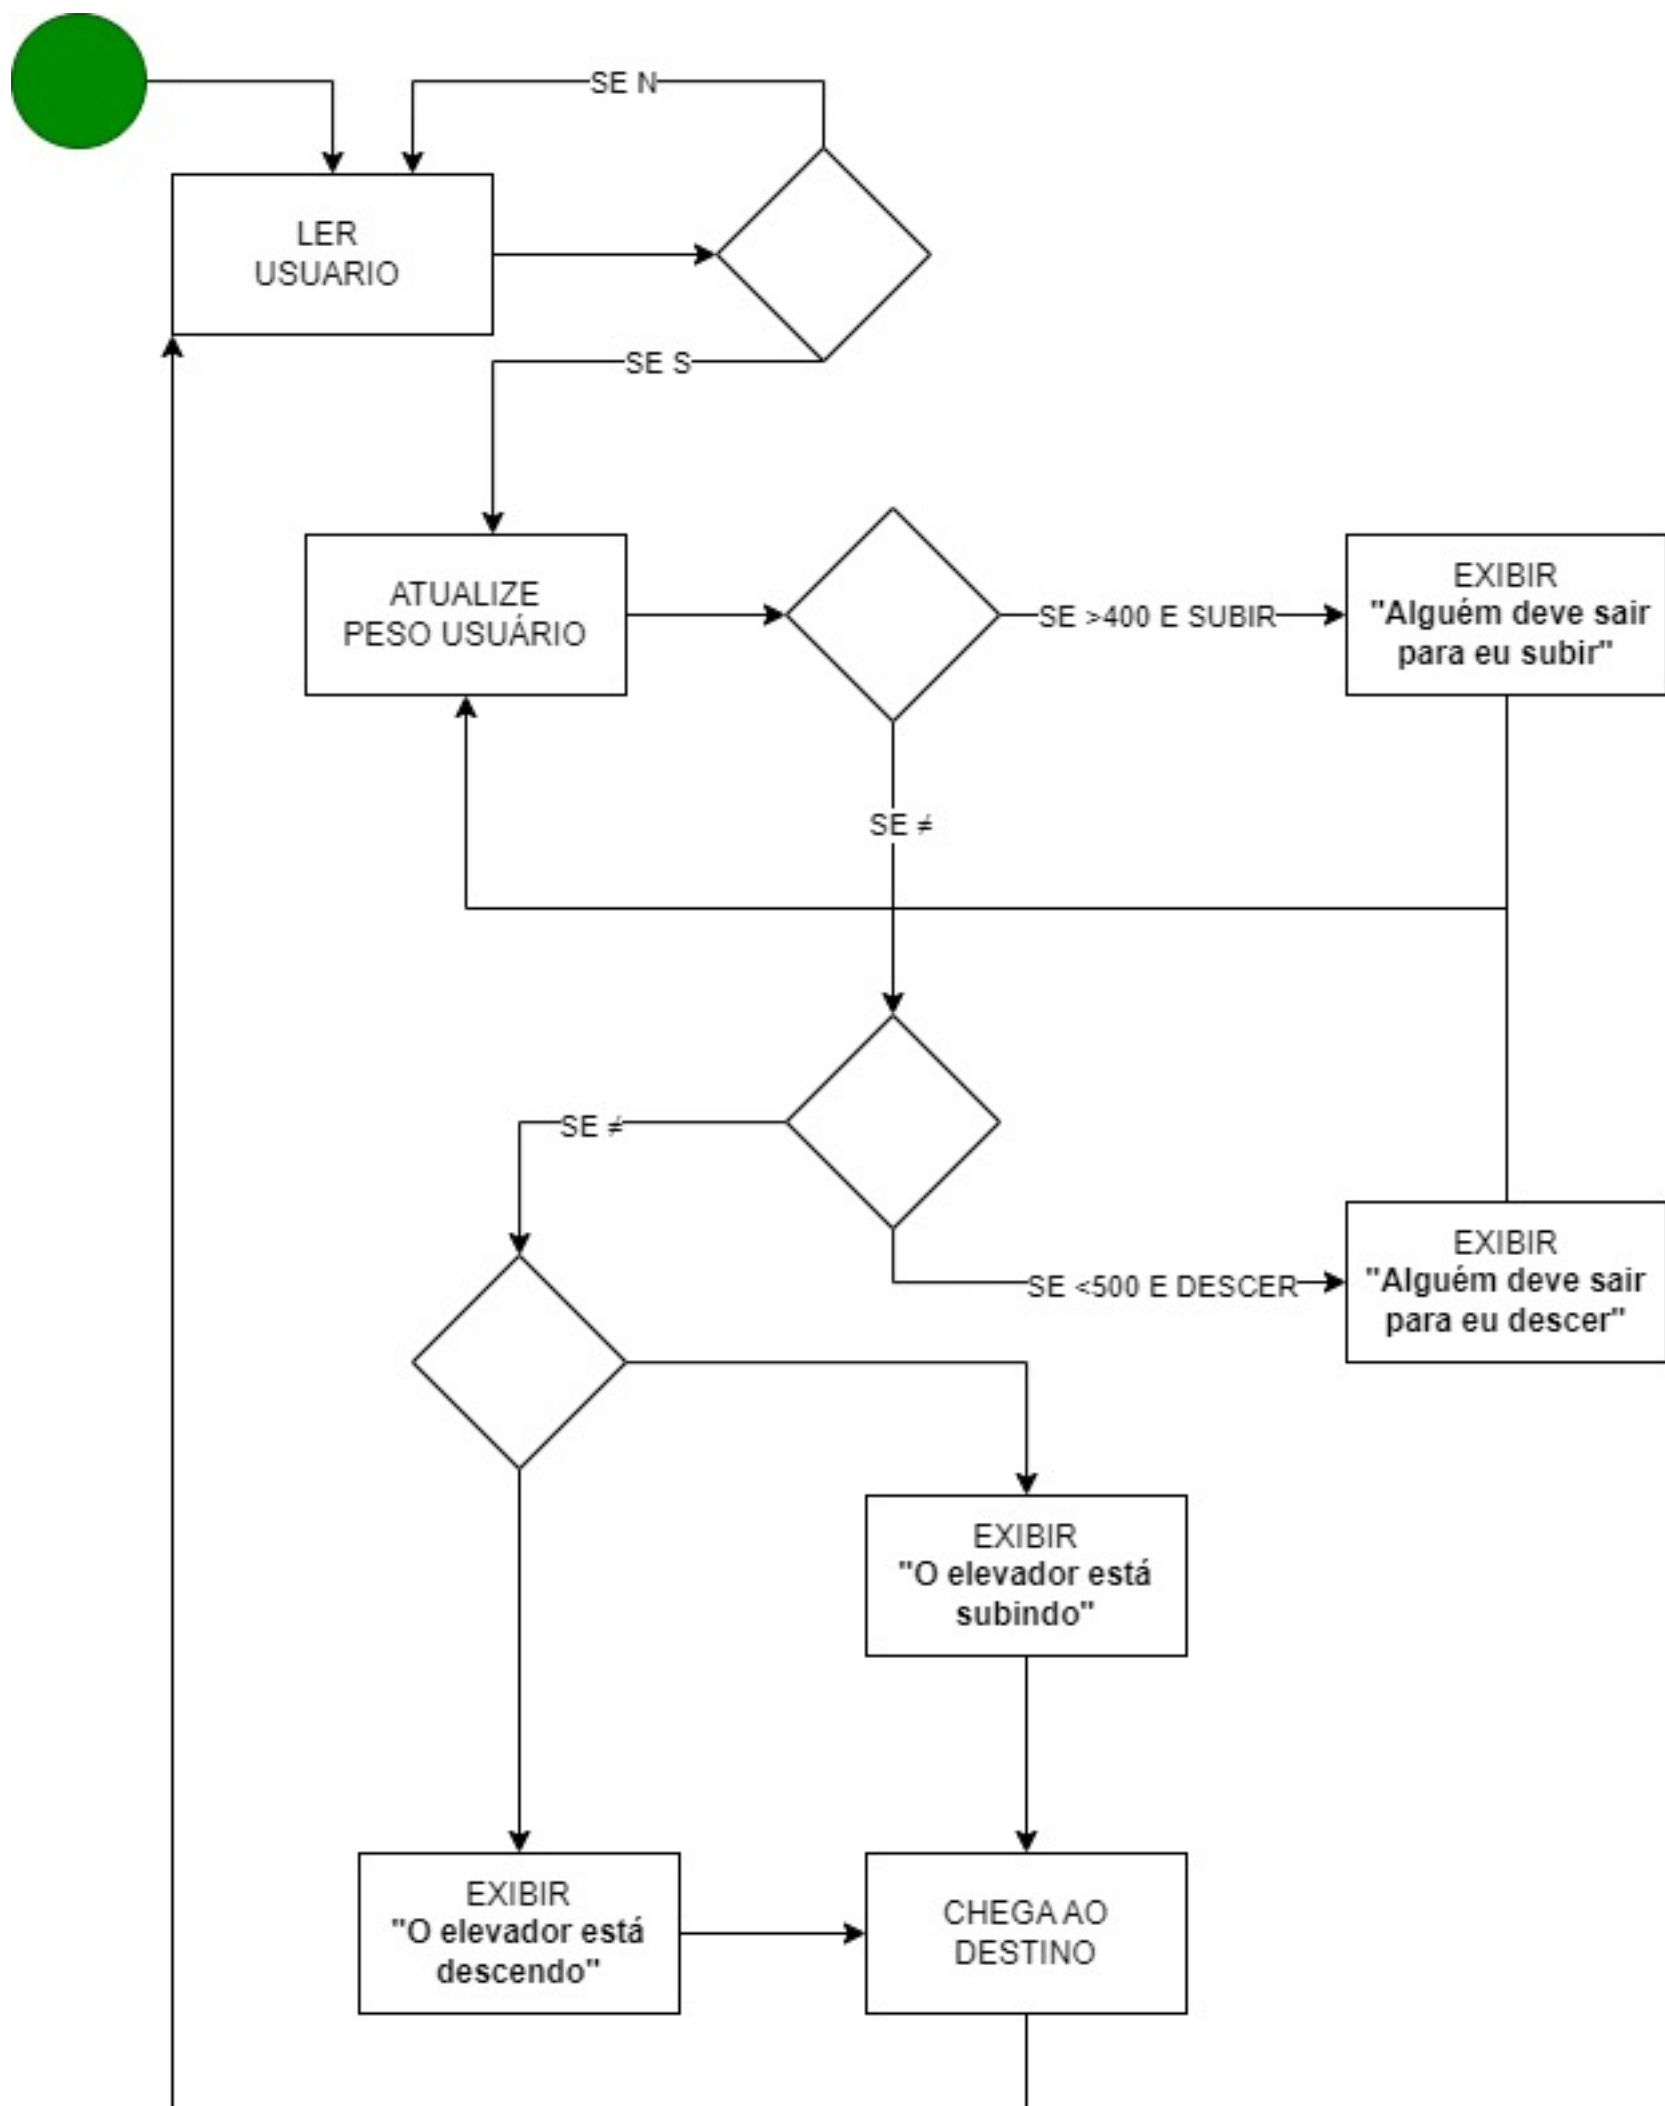 SE N
LER
USUARIO
SE S
ATUALIZE
PESO USUÁRIO
SE >400 E SUBIR
EXIBIR
"Alguém deve sair
para eu subir"
SE ≠
SE ≠
SE <500 E DESCER
EXIBIR
"Alguém deve sair
para eu descer"
EXIBIR
"O elevador está
subindo"
EXIBIR
"O elevador está
descendo"
CHEGA AO
DESTINO